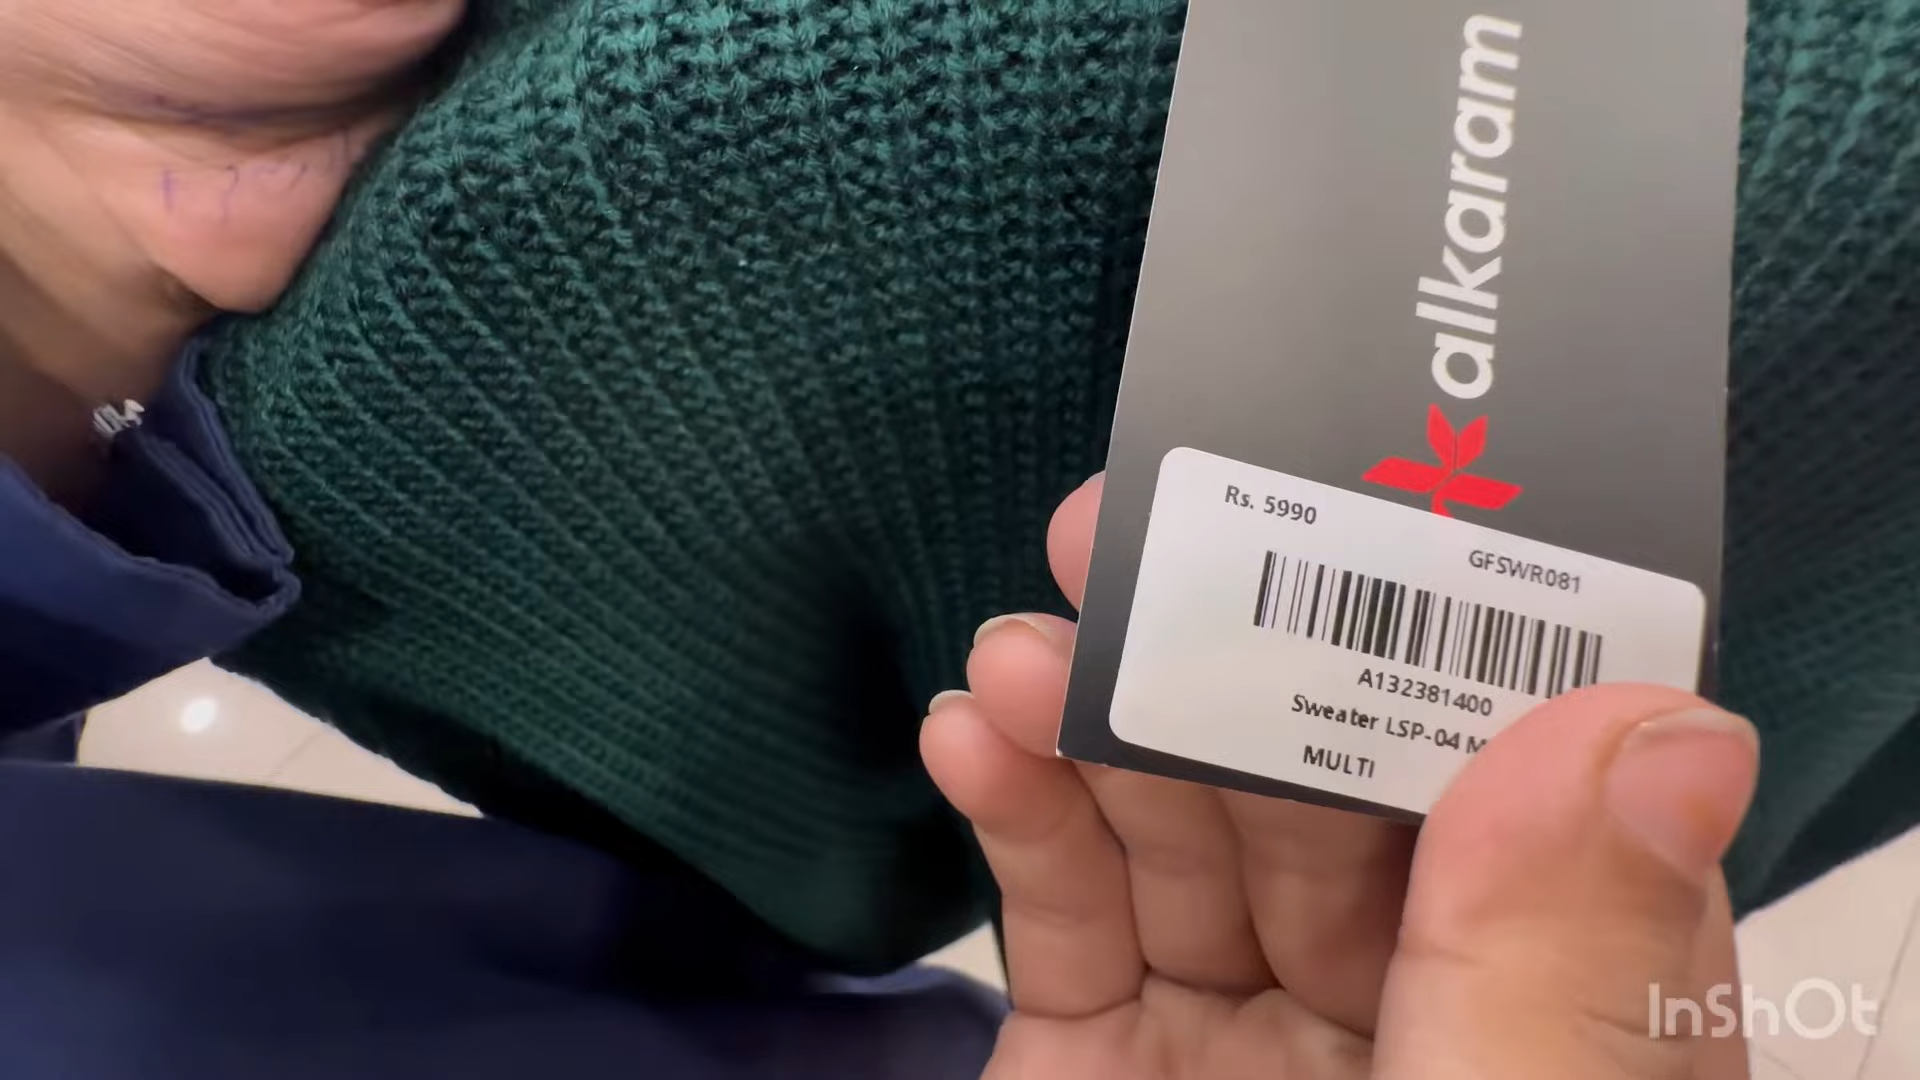 alkaram
Rs. 5990
GFSWR081
A132381400
Sweater LSP-04 M
MULTI
InShOt